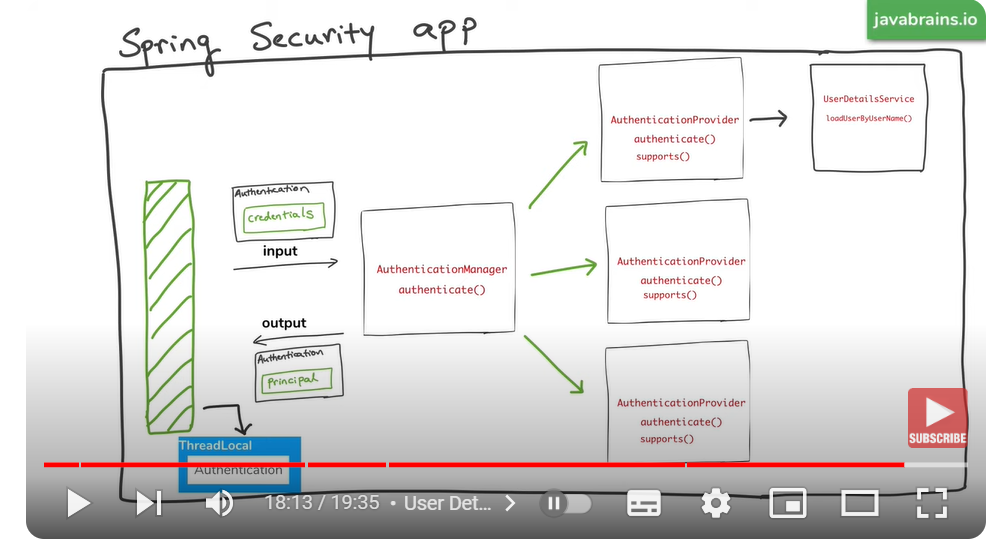 Spring Security app
javabrains.io
AuthenticationProvider
authenticate()
supports()
UserDetailsService
loadUserByUserName()
Authentication
credentials
input
AuthenticationManager
authenticate()
AuthenticationProvider
authenticate()
supports()
output
Authentication
principal
AuthenticationProvider
authenticate()
supports()
ThreadLocal
Authentication
SUBSCRIBE
18:13 / 19:35 • User Det...